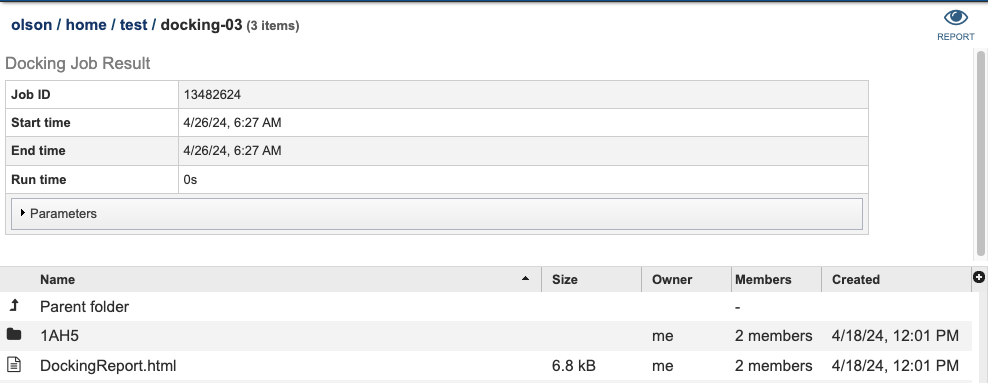 olson / home / test / docking-03 (3 items)
REPORT
Docking Job Result
Job ID 13482624
Start time 4/26/24, 6:27 AM
End time 4/26/24, 6:27 AM
Run time 0s
Parameters
Name Size Owner Members Created
Parent folder -
1AH5 me 2 members 4/18/24, 12:01 PM
DockingReport.html 6.8 kB me 2 members 4/18/24, 12:01 PM